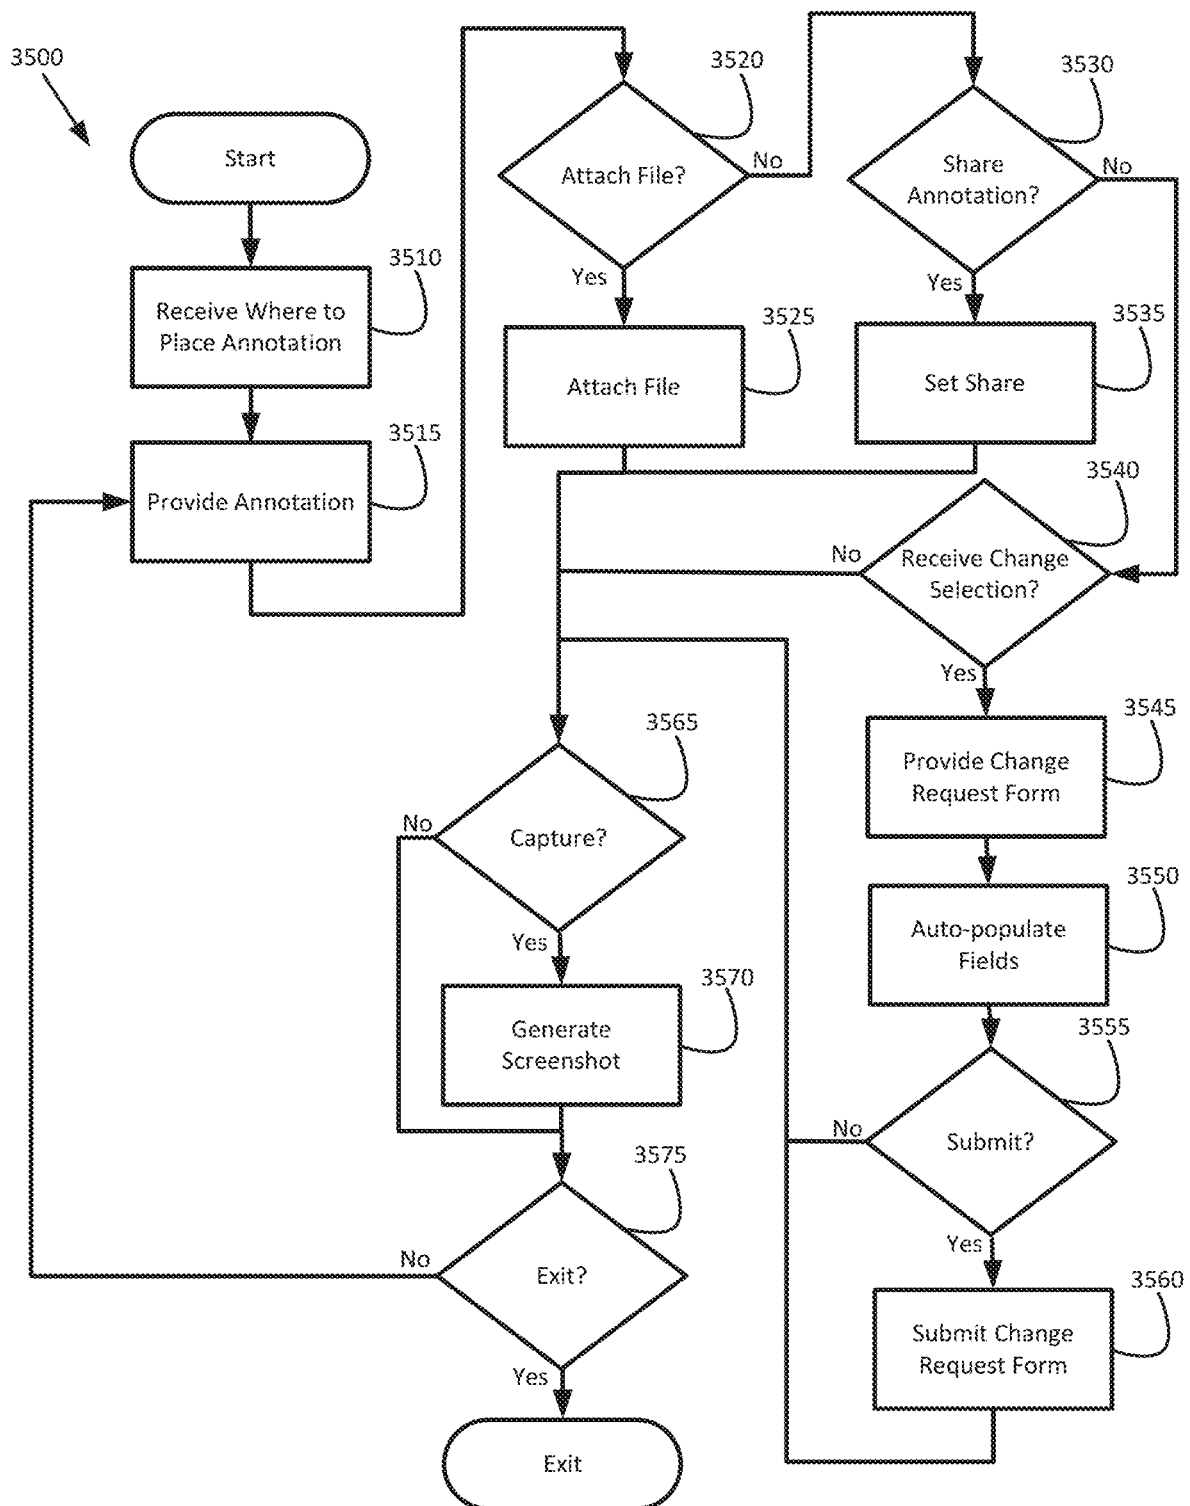 3500
Start
3510
Receive Where to
Place Annotation
3515
Provide Annotation
3520
Attach File?
No
Yes
3525
Attach File
3530
Share
Annotation?
No
Yes
3535
Set Share
3540
Receive Change
Selection?
No
Yes
3545
Provide Change
Request Form
3550
Auto-populate
Fields
3555
Submit?
No
Yes
3560
Submit Change
Request Form
3565
Capture?
No
Yes
3570
Generate
Screenshot
3575
Exit?
No
Yes
Exit